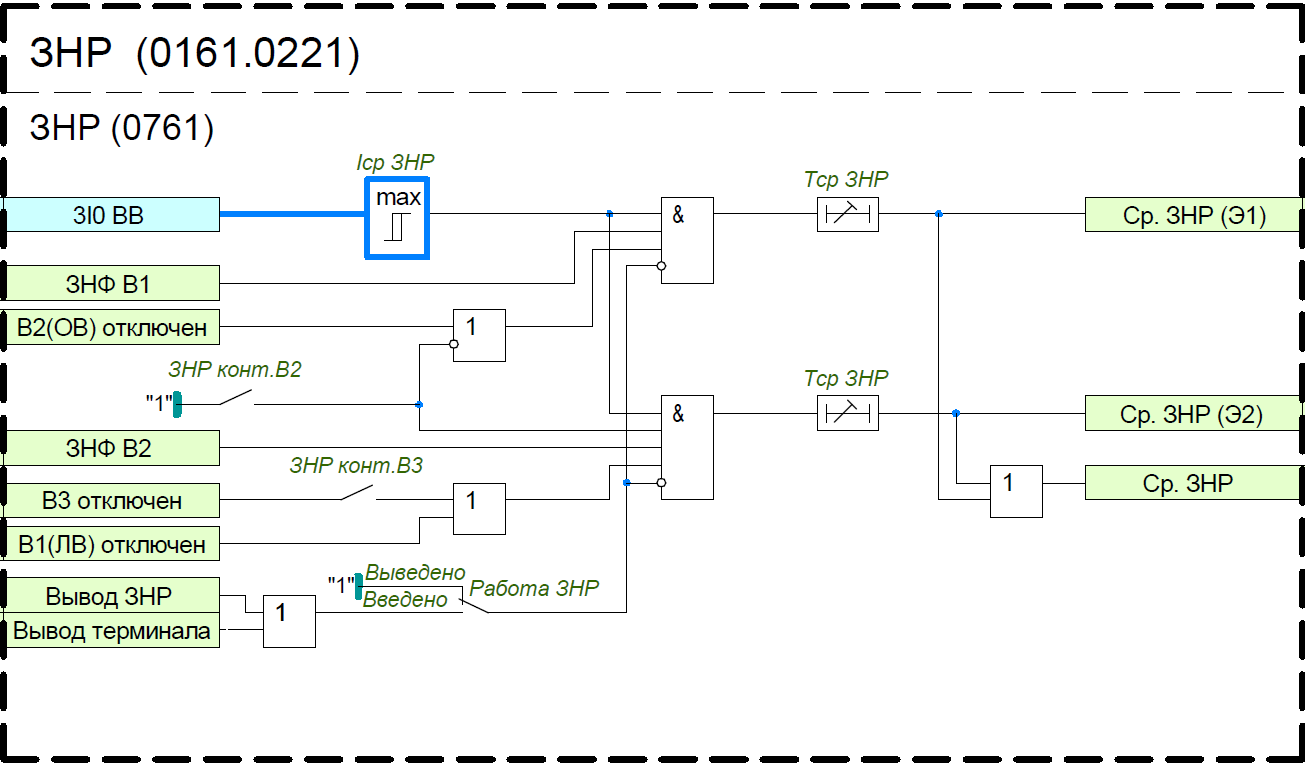 ЗНР (0161.0221)
ЗНР (0761)
Iср ЗНР
Тср ЗНР
3I0 ВВ
max
&
Ср. ЗНР (Э1)
ЗНФ В1
В2(ОВ) отключен
1
ЗНР конт.В2
Тср ЗНР
"1"
&
Ср. ЗНР (Э2)
ЗНФ В2
ЗНР конт.В3
В3 отключен
1
1
Ср. ЗНР
В1(ЛВ) отключен
"1"
Выведено
Работа ЗНР
Вывод ЗНР
Введено
1
Вывод терминала